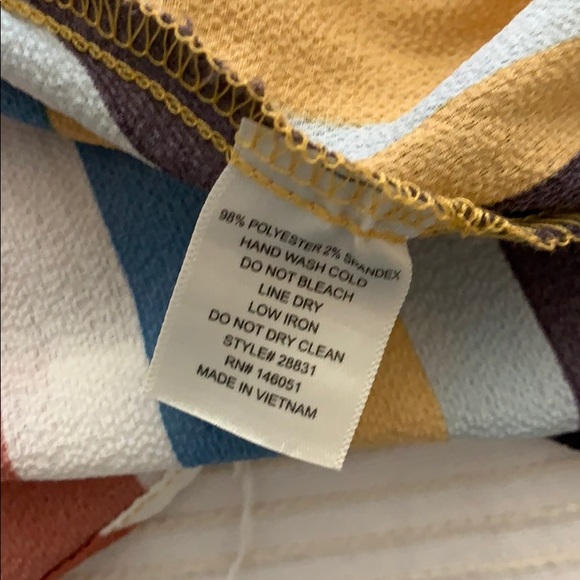 98% POLYESTER 2% SPANDEX
HAND WASH COLD
DO NOT BLEACH
LINE DRY
LOW IRON
DO NOT DRY CLEAN
STYLE# 28831
RN# 146051
MADE IN VIETNAM